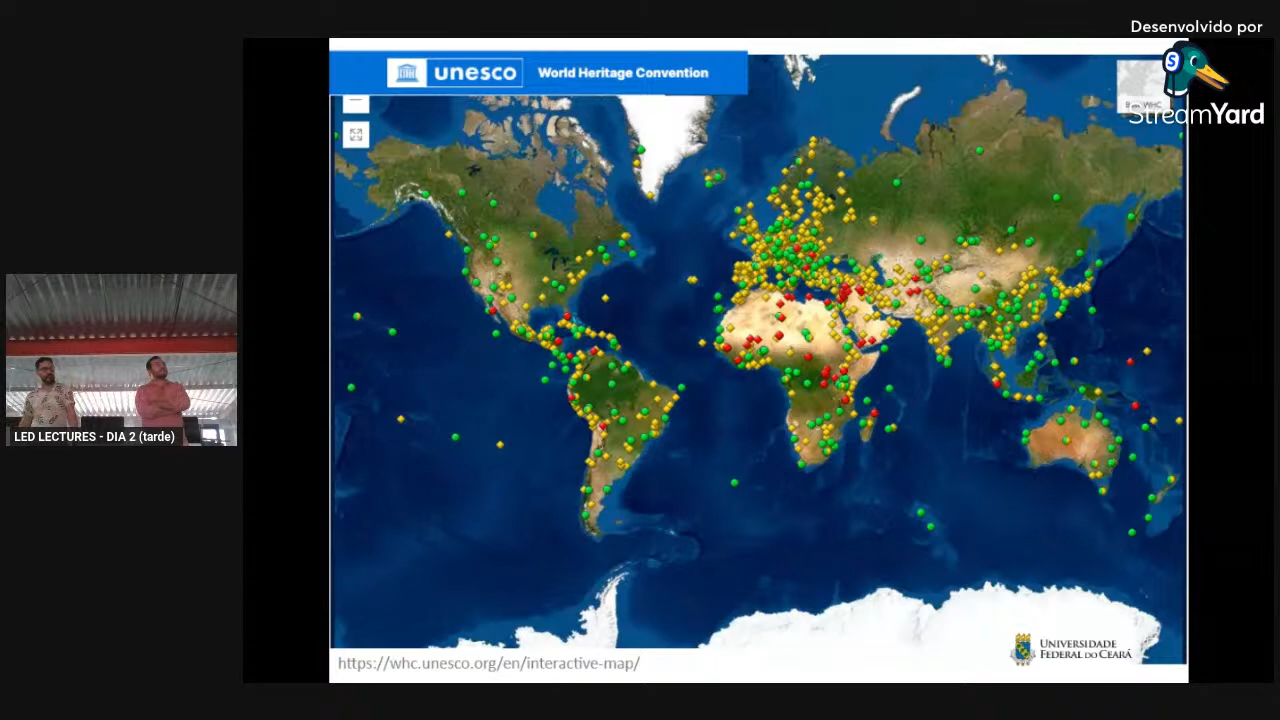 Desenvolvido por
StreamYard
unesco
World Heritage Convention
LED LECTURES - DIA 2 (tarde)
UNIVERSIDADE
FEDERAL DO CEARÁ
https://whc.unesco.org/en/interactive-map/